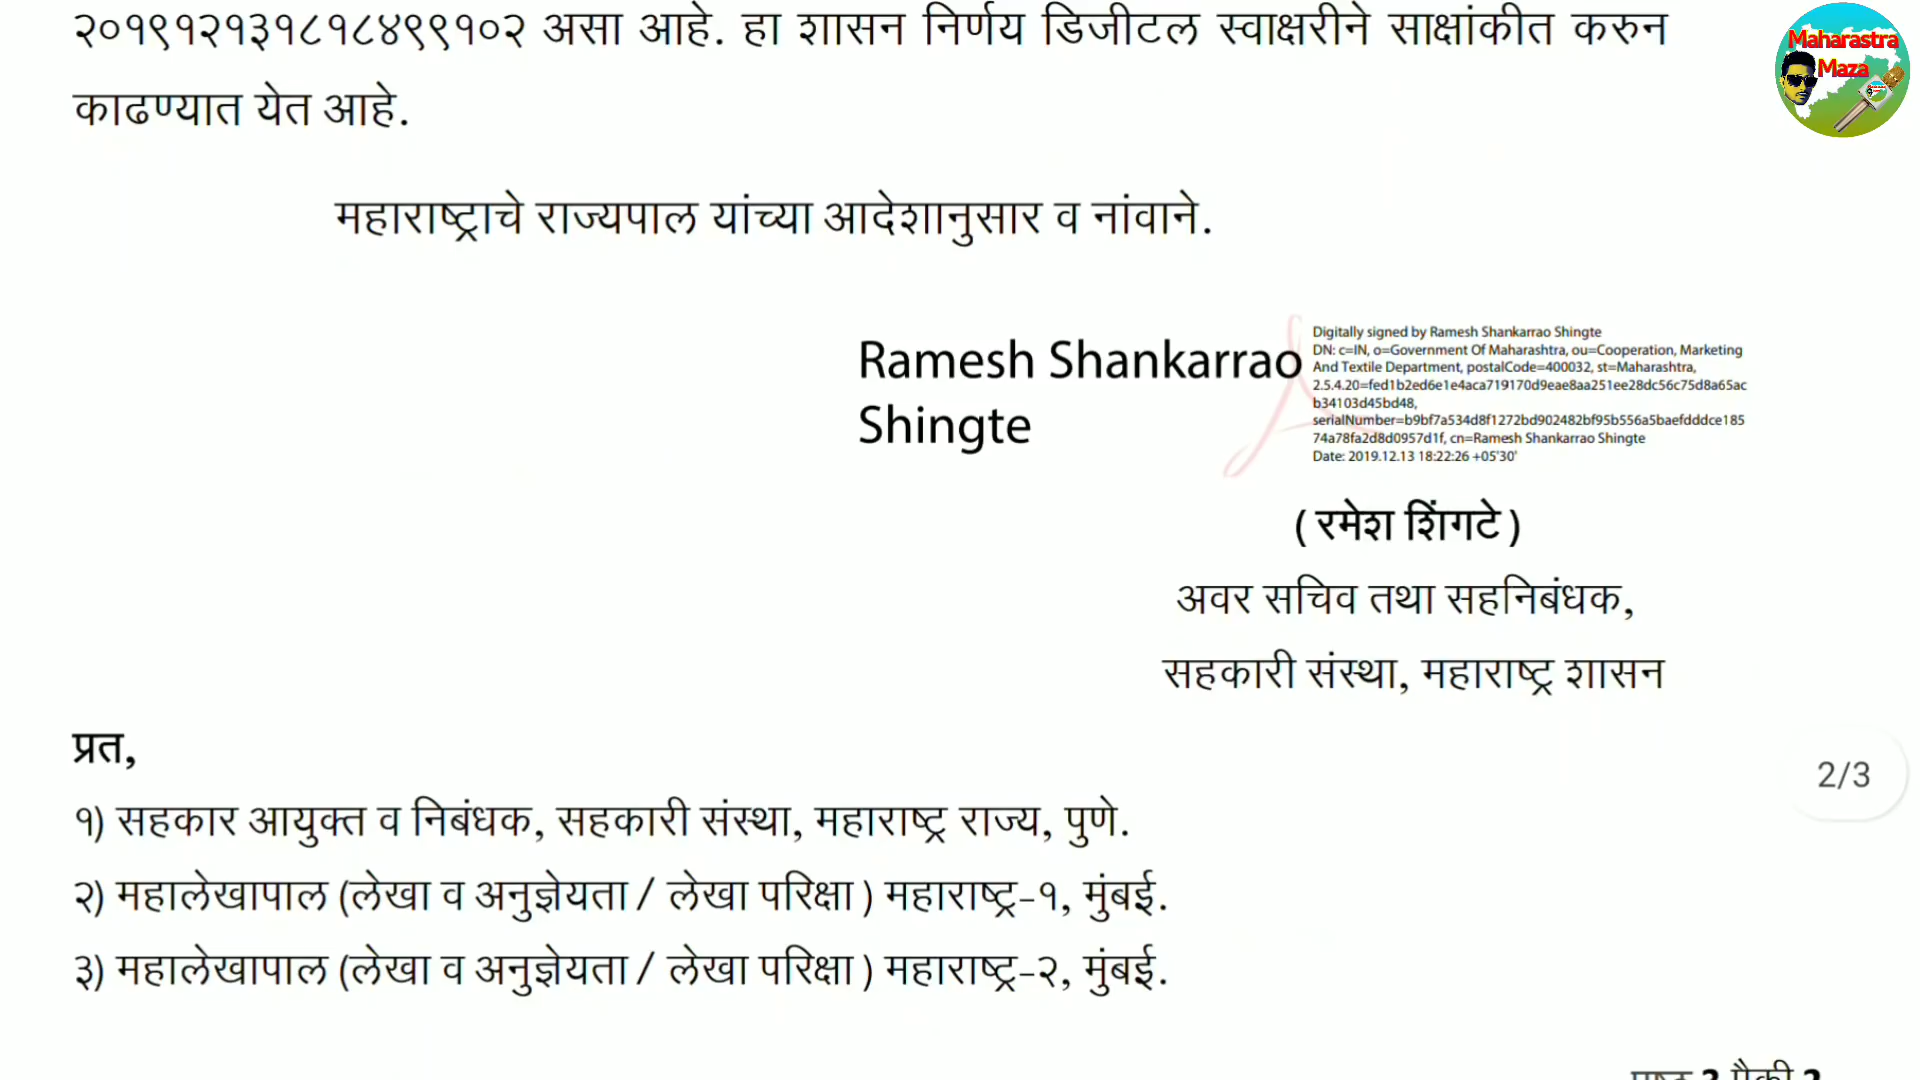 २०१९१२१३१८१८४९९१०२ असा आहे. हा शासन निर्णय डिजीटल स्वाक्षरीने साक्षांकीत करुन
काढण्यात येत आहे.
महाराष्ट्राचे राज्यपाल यांच्या आदेशानुसार व नांवाने.
Ramesh Shankarrao
Shingte
Digitally signed by Ramesh Shankarrao Shingte
DN: c=IN, o=Government Of Maharashtra, ou=Cooperation, Marketing
And Textile Department, postalCode=400032, st=Maharashtra,
2.5.4.20=fed1b2ed6e1e4aca719170d9eae8aa251ee28dc56c75d8a65ac
b34103d45bd48,
serialNumber=b9bf7a534d8f1272bd902482bf95b556a5baefdddce185
74a78fa2d8d0957d1f, cn=Ramesh Shankarrao Shingte
Date: 2019.12.13 18:22:26 +05'30'
( रमेश शिंगटे )
अवर सचिव तथा सहनिबंधक,
सहकारी संस्था, महाराष्ट्र शासन
प्रत,
१) सहकार आयुक्त व निबंधक, सहकारी संस्था, महाराष्ट्र राज्य, पुणे.
२) महालेखापाल (लेखा व अनुज्ञेयता / लेखा परिक्षा ) महाराष्ट्र-१, मुंबई.
३) महालेखापाल (लेखा व अनुज्ञेयता / लेखा परिक्षा ) महाराष्ट्र-२, मुंबई.
2/3
Maharastra
Maza